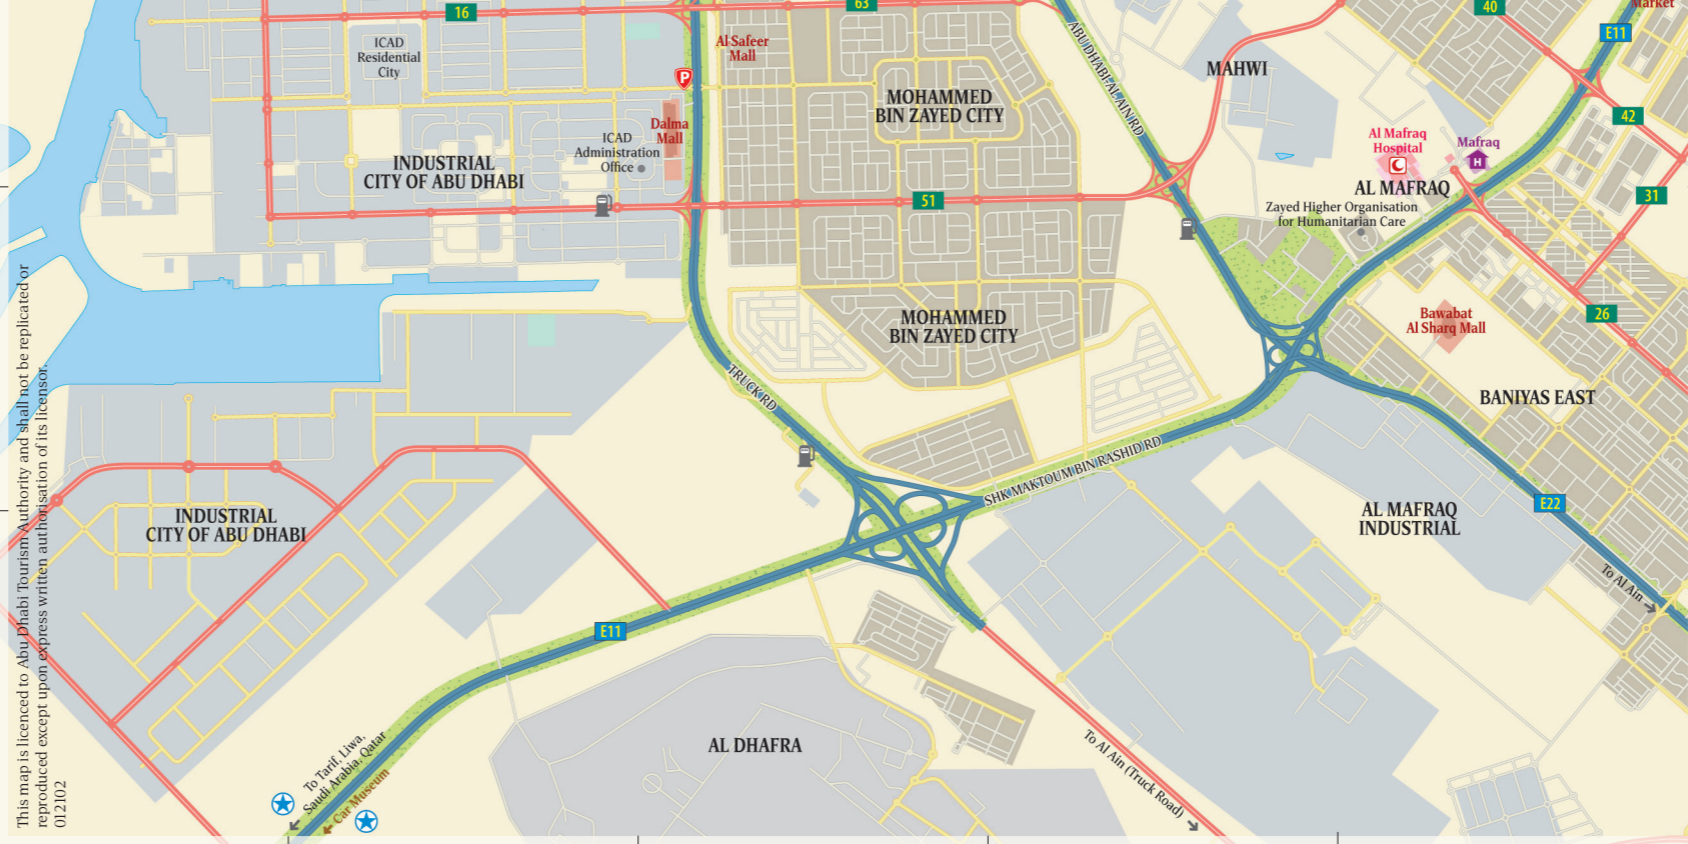 16
63
40
Market
E11
ICAD
Residential
City
Al Safeer
Mall
ABU DHABI-AL AIN RD
MAHWI
P
MOHAMMED
BIN ZAYED CITY
42
Dalma
Mall
ICAD
Administration
Office
Al Mafraq
Hospital
Mafraq
H
INDUSTRIAL
CITY OF ABU DHABI
AL MAFRAQ
31
51
Zayed Higher Organisation
for Humanitarian Care
MOHAMMED
BIN ZAYED CITY
Bawabat
Al Sharq Mall
26
TRUCK RD
BANIYAS EAST
SHK MAKTOUM BIN RASHID RD
E22
INDUSTRIAL
CITY OF ABU DHABI
AL MAFRAQ
INDUSTRIAL
To Al Ain
E11
AL DHAFRA
To Al Ain (Truck Road)
To Tarif, Liwa,
Saudi Arabia, Qatar
Car Museum
This map is licenced to Abu Dhabi Tourism Authority and shall not be replicated or
reproduced except upon express written authorisation of its licensor.
012102